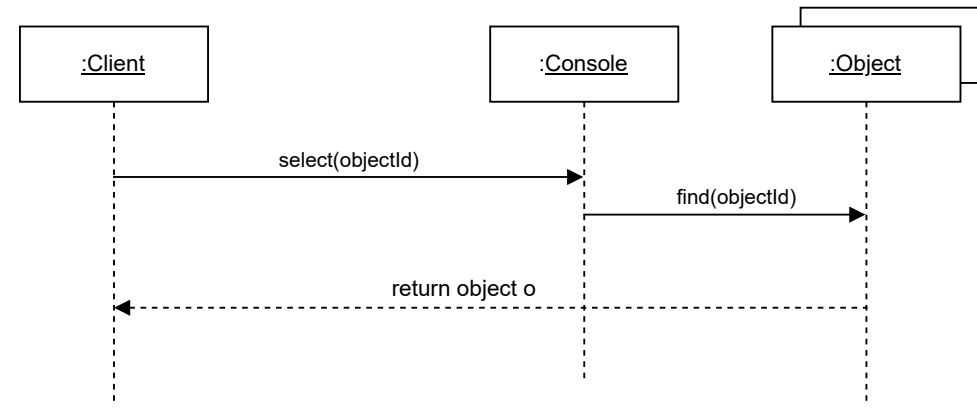 :Client
:Console
:Object
select(objectId)
find(objectId)
return object o